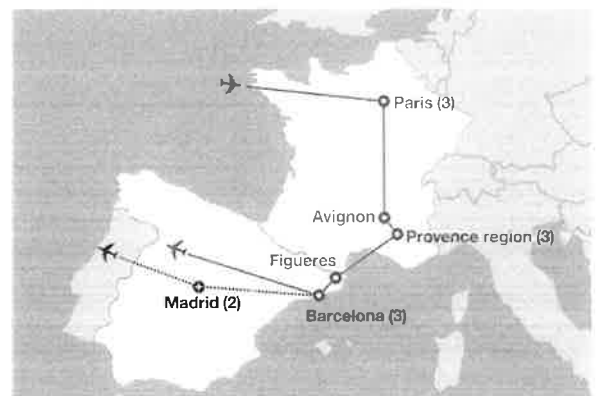 Paris (3)
Avignon
Provence region (3)
Figueres
Madrid (2)
Barcelona (3)